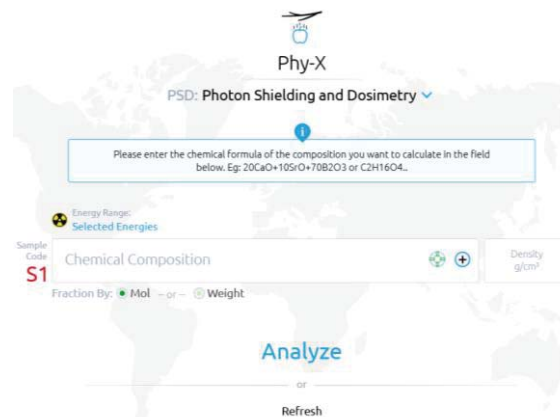 Phy-X
PSD: Photon Shielding and Dosimetry
i
Please enter the chemical formula of the composition you want to calculate in the field
below. Eg: 20CaO+10SrO+70B2O3 or C2H16O4..
Energy Range:
Selected Energies
Sample
Code
S1
Chemical Composition
Density
g/cm³
Fraction By: Mol - or - Weight
Analyze
or
Refresh